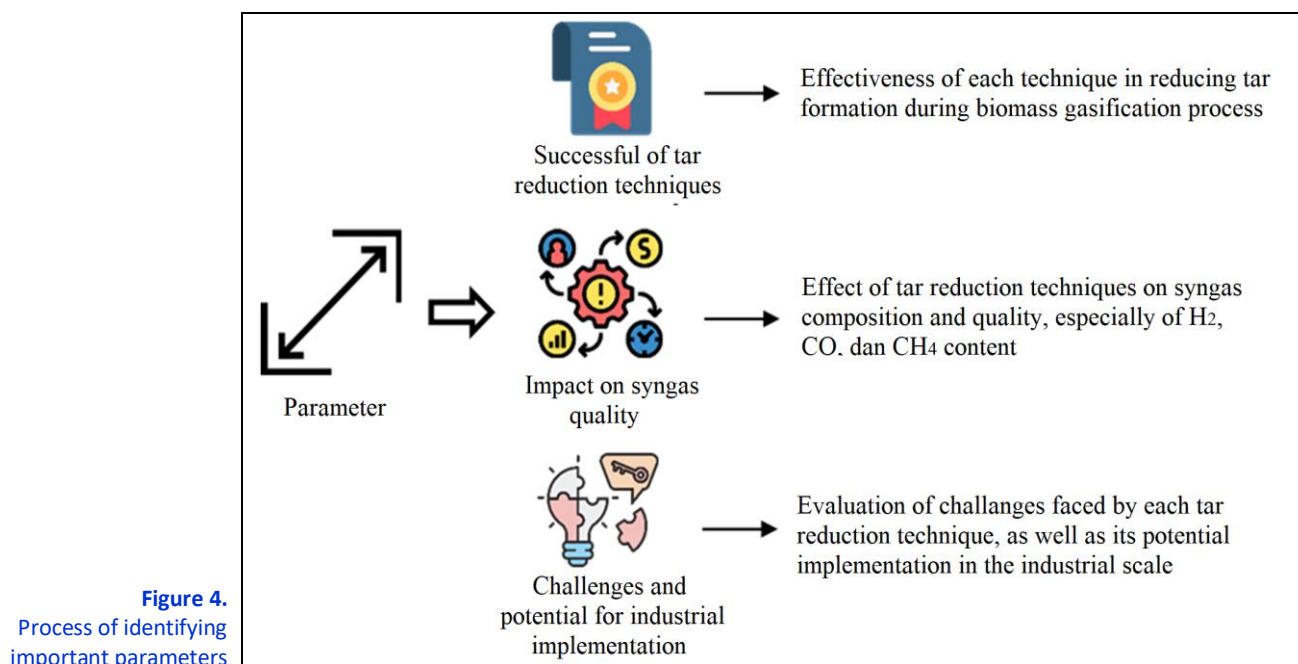 Effectiveness of each technique in reducing tar
formation during biomass gasification process
Successful of tar
reduction techniques
Parameter
Effect of tar reduction techniques on syngas
composition and quality, especially of H2,
CO, dan CH4 content
Impact on syngas
quality
Evaluation of challanges faced by each tar
reduction technique, as well as its potential
implementation in the industrial scale
Challenges and
potential for industrial
implementation
Figure 4.
Process of identifying
important parameters